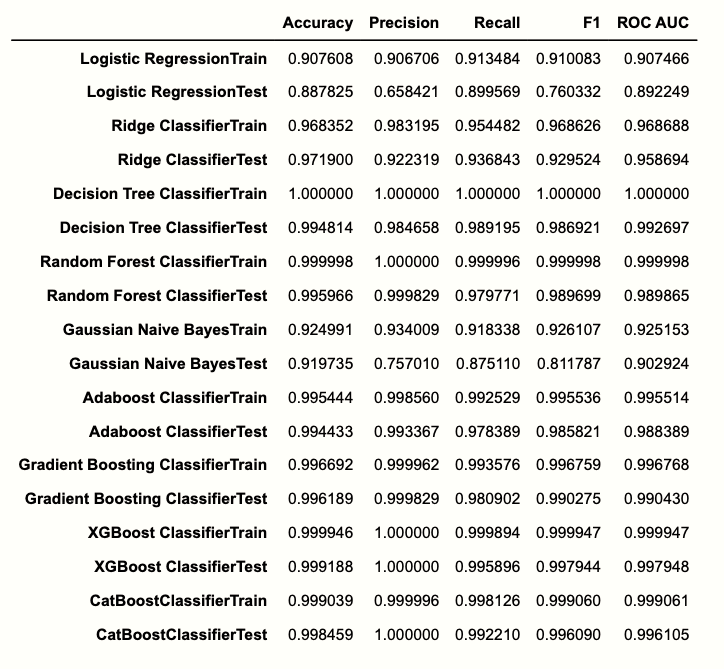 Accuracy Precision Recall F1 ROC AUC
Logistic RegressionTrain 0.907608 0.906706 0.913484 0.910083 0.907466
Logistic RegressionTest 0.887825 0.658421 0.899569 0.760332 0.892249
Ridge ClassifierTrain 0.968352 0.983195 0.954482 0.968626 0.968688
Ridge ClassifierTest 0.971900 0.922319 0.936843 0.929524 0.958694
Decision Tree ClassifierTrain 1.000000 1.000000 1.000000 1.000000 1.000000
Decision Tree ClassifierTest 0.994814 0.984658 0.989195 0.986921 0.992697
Random Forest ClassifierTrain 0.999998 1.000000 0.999996 0.999998 0.999998
Random Forest ClassifierTest 0.995966 0.999829 0.979771 0.989699 0.989865
Gaussian Naive BayesTrain 0.924991 0.934009 0.918338 0.926107 0.925153
Gaussian Naive BayesTest 0.919735 0.757010 0.875110 0.811787 0.902924
Adaboost ClassifierTrain 0.995444 0.998560 0.992529 0.995536 0.995514
Adaboost ClassifierTest 0.994433 0.993367 0.978389 0.985821 0.988389
Gradient Boosting ClassifierTrain 0.996692 0.999962 0.993576 0.996759 0.996768
Gradient Boosting ClassifierTest 0.996189 0.999829 0.980902 0.990275 0.990430
XGBoost ClassifierTrain 0.999946 1.000000 0.999894 0.999947 0.999947
XGBoost ClassifierTest 0.999188 1.000000 0.995896 0.997944 0.997948
CatBoostClassifierTrain 0.999039 0.999996 0.998126 0.999060 0.999061
CatBoostClassifierTest 0.998459 1.000000 0.992210 0.996090 0.996105